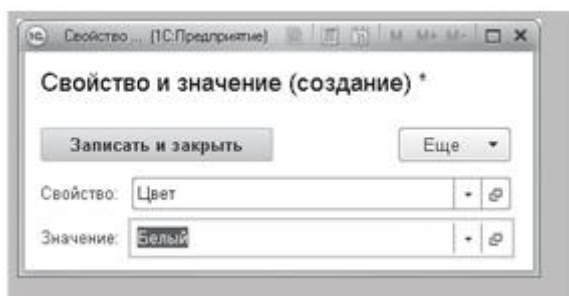 Свойство ... (1С:Предприятие) M M+ M-
Свойство и значение (создание) *
Записать и закрыть Еще
Свойство: Цвет
Значение: Белый